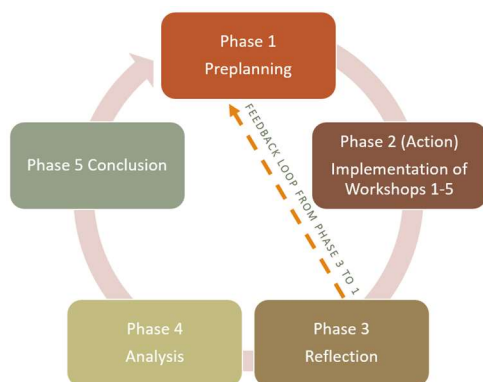 Phase 1
Preplanning
Phase 2 (Action)
Implementation of
Workshops 1-5
FEEDBACK LOOP FROM PHASE 3 TO 1
Phase 3
Reflection
Phase 4
Analysis
Phase 5 Conclusion